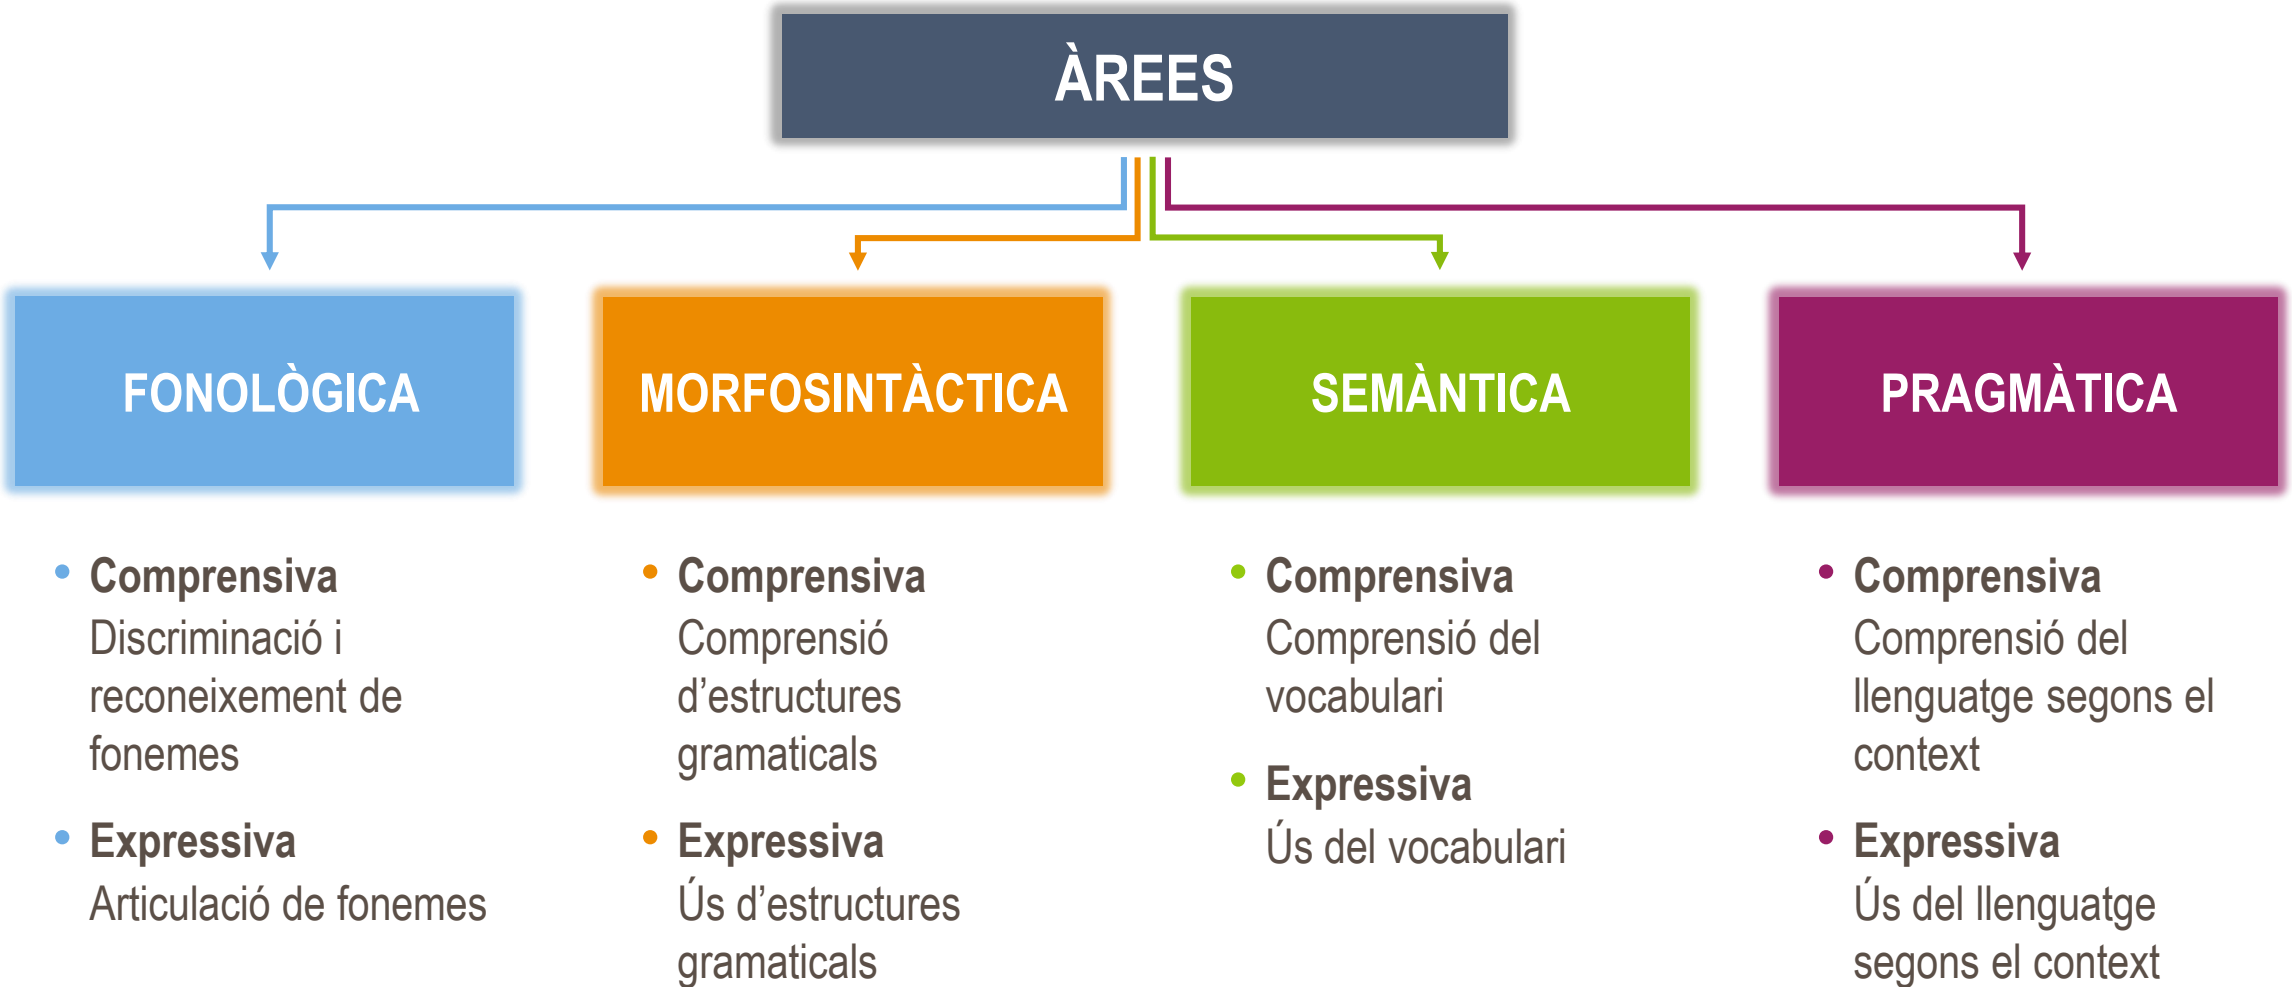 ÀREES
FONOLÒGICA
• Comprensiva
Discriminació i
reconeixement de
fonemes
• Expressiva
Articulació de fonemes
MORFOSINTÀCTICA
• Comprensiva
Comprensió
d’estructures
gramaticals
• Expressiva
Ús d’estructures
gramaticals
SEMÀNTICA
• Comprensiva
Comprensió del
vocabulari
• Expressiva
Ús del vocabulari
PRAGMÀTICA
• Comprensiva
Comprensió del
llenguatge segons el
context
• Expressiva
Ús del llenguatge
segons el context